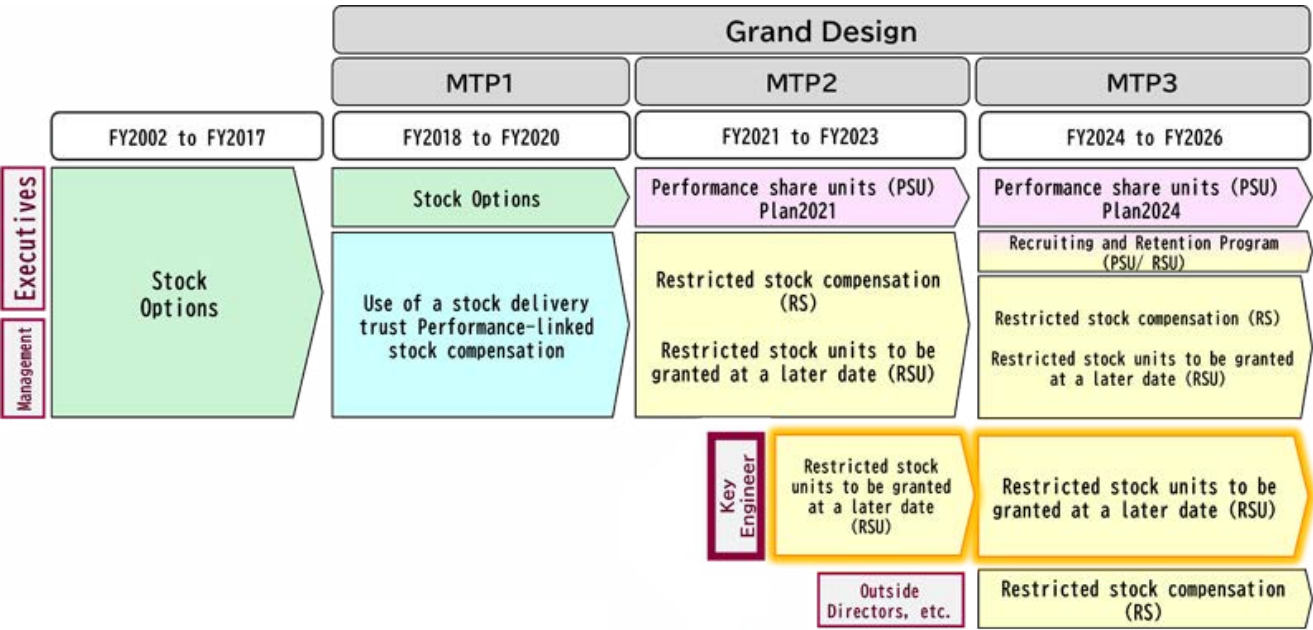 Grand Design
MTP1
MTP2
MTP3
FY2002 to FY2017
FY2018 to FY2020
FY2021 to FY2023
FY2024 to FY2026
Executives
Management
Stock
Options
Stock Options
Use of a stock delivery
trust Performance-linked
stock compensation
Performance share units (PSU)
Plan2021
Restricted stock compensation
(RS)
Restricted stock units to be
granted at a later date (RSU)
Performance share units (PSU)
Plan2024
Recruiting and Retention Program
(PSU/ RSU)
Restricted stock compensation (RS)
Restricted stock units to be granted
at a later date (RSU)
Key
Engineer
Restricted stock
units to be granted
at a later date
(RSU)
Restricted stock units to be
granted at a later date (RSU)
Outside
Directors, etc.
Restricted stock compensation
(RS)